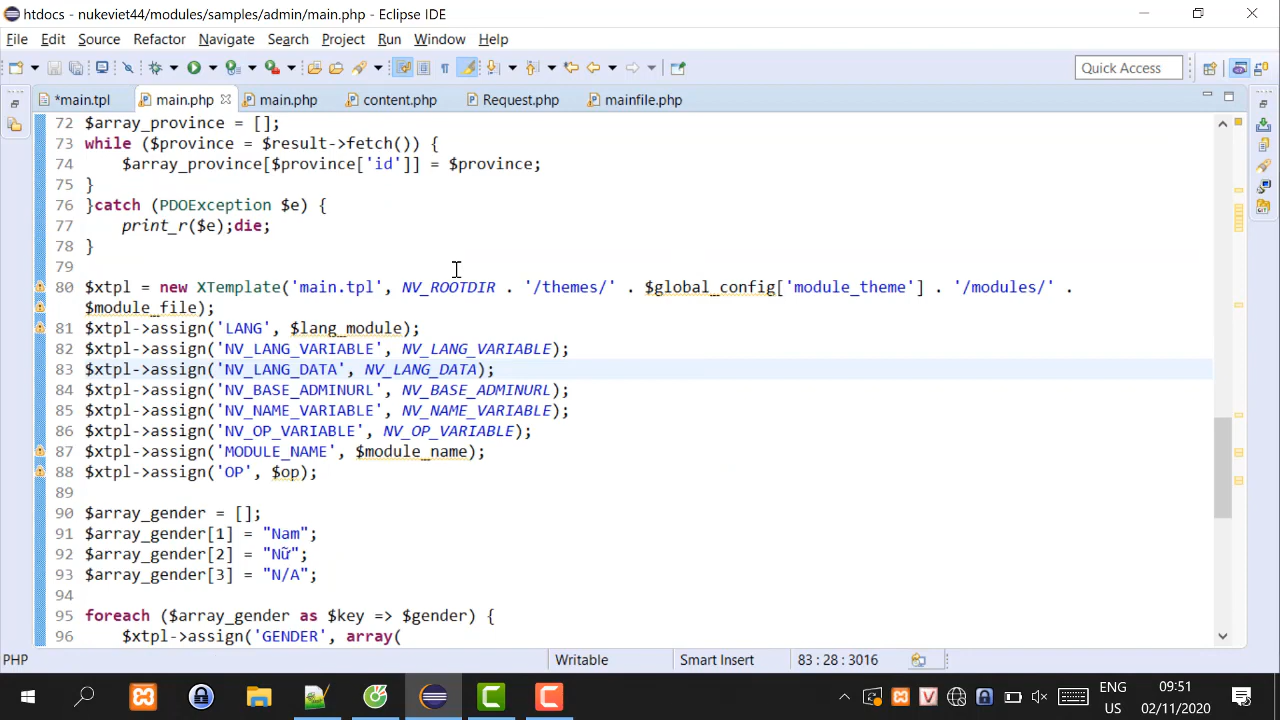 htdocs - nukeviet44/modules/samples/admin/main.php - Eclipse IDE
File Edit Source Refactor Navigate Search Project Run Window Help
Quick Access
*main.tpl main.php main.php content.php Request.php mainfile.php
72 $array_province = [];
73 while ($province = $result->fetch()) {
74 $array_province[$province['id']] = $province;
75 }
76 }catch (PDOException $e) {
77 print_r($e);die;
78 }
79
80 $xtpl = new XTemplate('main.tpl', NV_ROOTDIR . '/themes/' . $global_config['module_theme'] . '/modules/' .
$module_file);
81 $xtpl->assign('LANG', $lang_module);
82 $xtpl->assign('NV_LANG_VARIABLE', NV_LANG_VARIABLE);
83 $xtpl->assign('NV_LANG_DATA', NV_LANG_DATA);
84 $xtpl->assign('NV_BASE_ADMINURL', NV_BASE_ADMINURL);
85 $xtpl->assign('NV_NAME_VARIABLE', NV_NAME_VARIABLE);
86 $xtpl->assign('NV_OP_VARIABLE', NV_OP_VARIABLE);
87 $xtpl->assign('MODULE_NAME', $module_name);
88 $xtpl->assign('OP', $op);
89
90 $array_gender = [];
91 $array_gender[1] = "Nam";
92 $array_gender[2] = "Nữ";
93 $array_gender[3] = "N/A";
94
95 foreach ($array_gender as $key => $gender) {
96 $xtpl->assign('GENDER', array(
PHP Writable Smart Insert 83 : 28 : 3016
ENG 09:51
US 02/11/2020